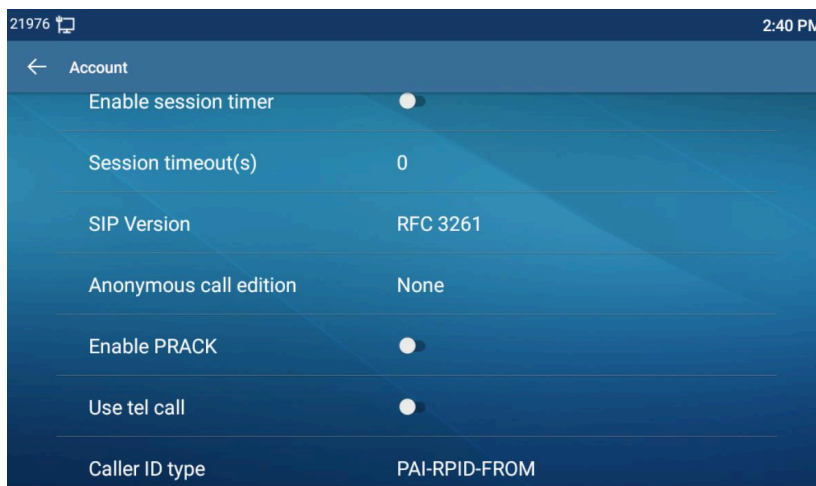 21976 2:40 PM
Account
Enable session timer
Session timeout(s) 0
SIP Version RFC 3261
Anonymous call edition None
Enable PRACK
Use tel call
Caller ID type PAI-RPID-FROM